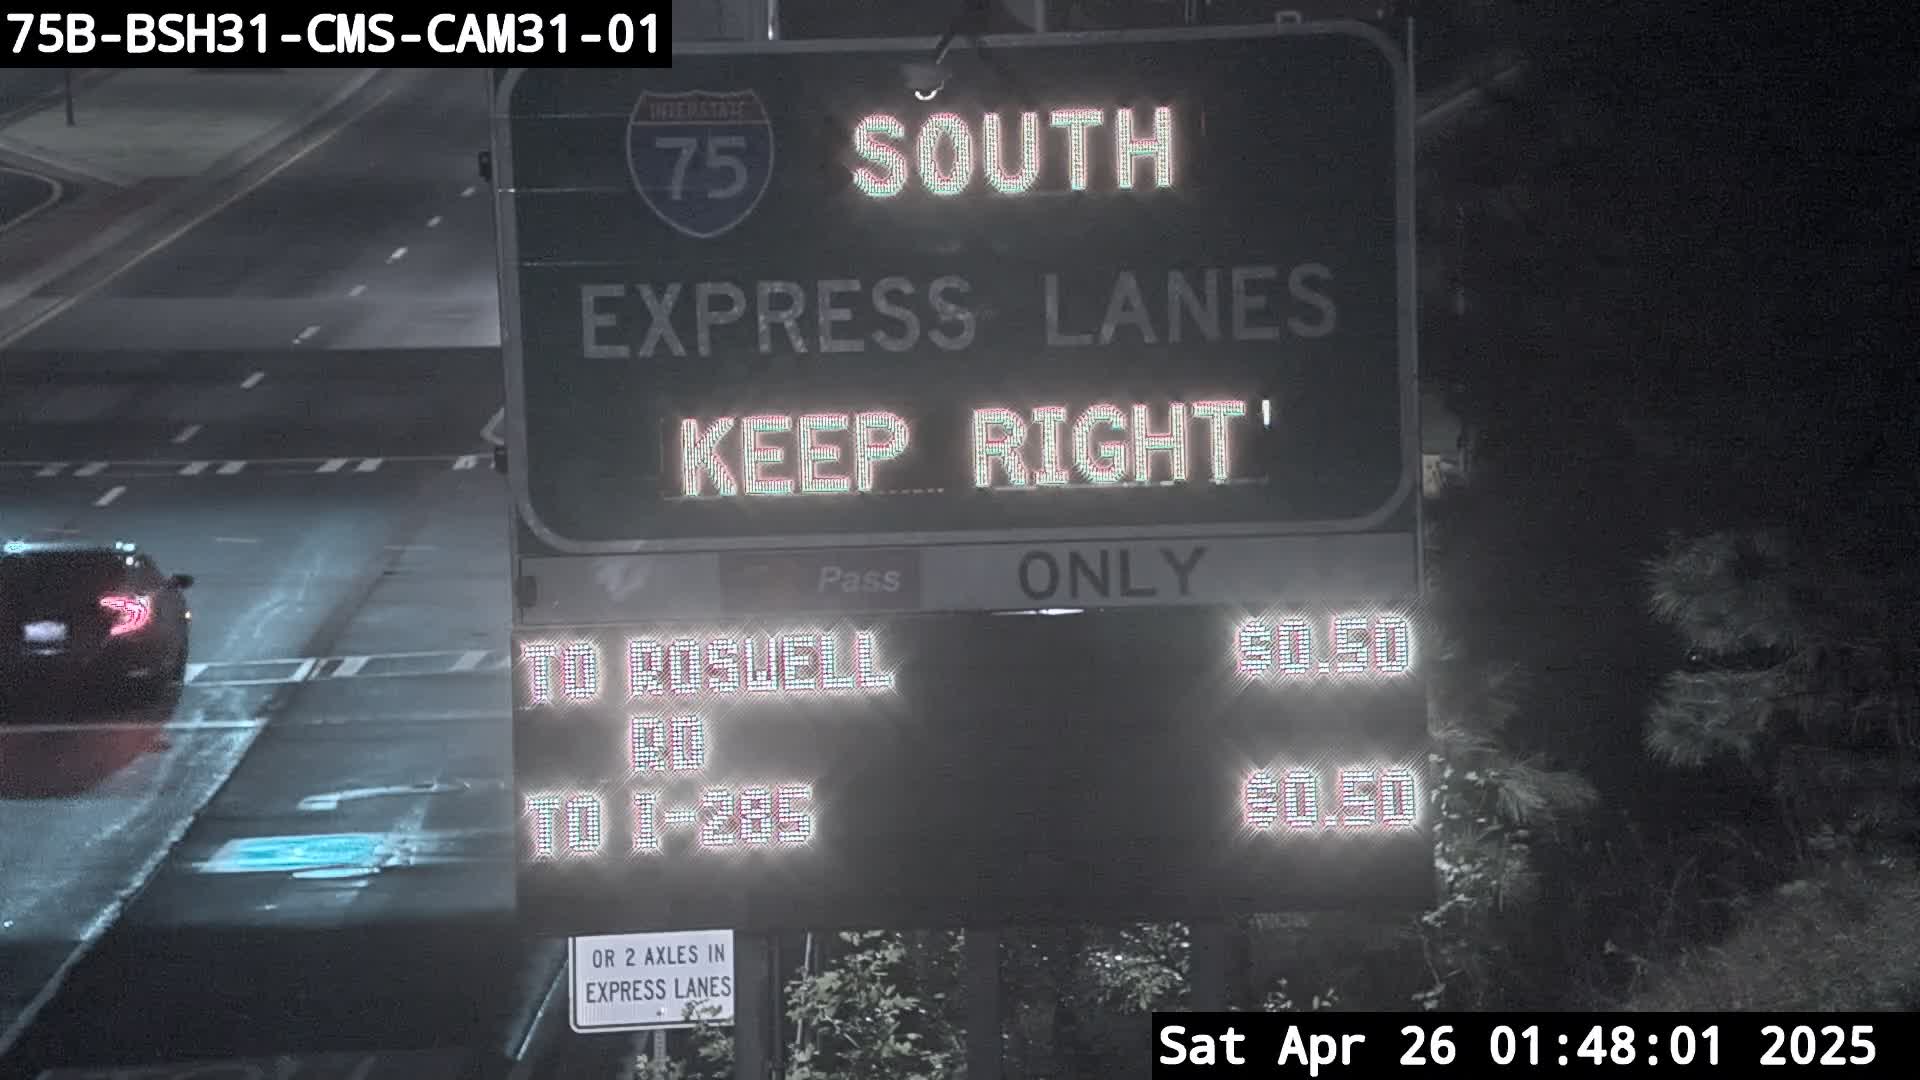 75B-BSH31-CMS-CAM31-01
INTERSTATE
75
SOUTH
EXPRESS LANES
KEEP RIGHT
Pass ONLY
TO ROSWELL $0.50
RD
TO I-285 $0.50
OR 2 AXLES IN
EXPRESS LANES
Sat Apr 26 01:48:01 2025